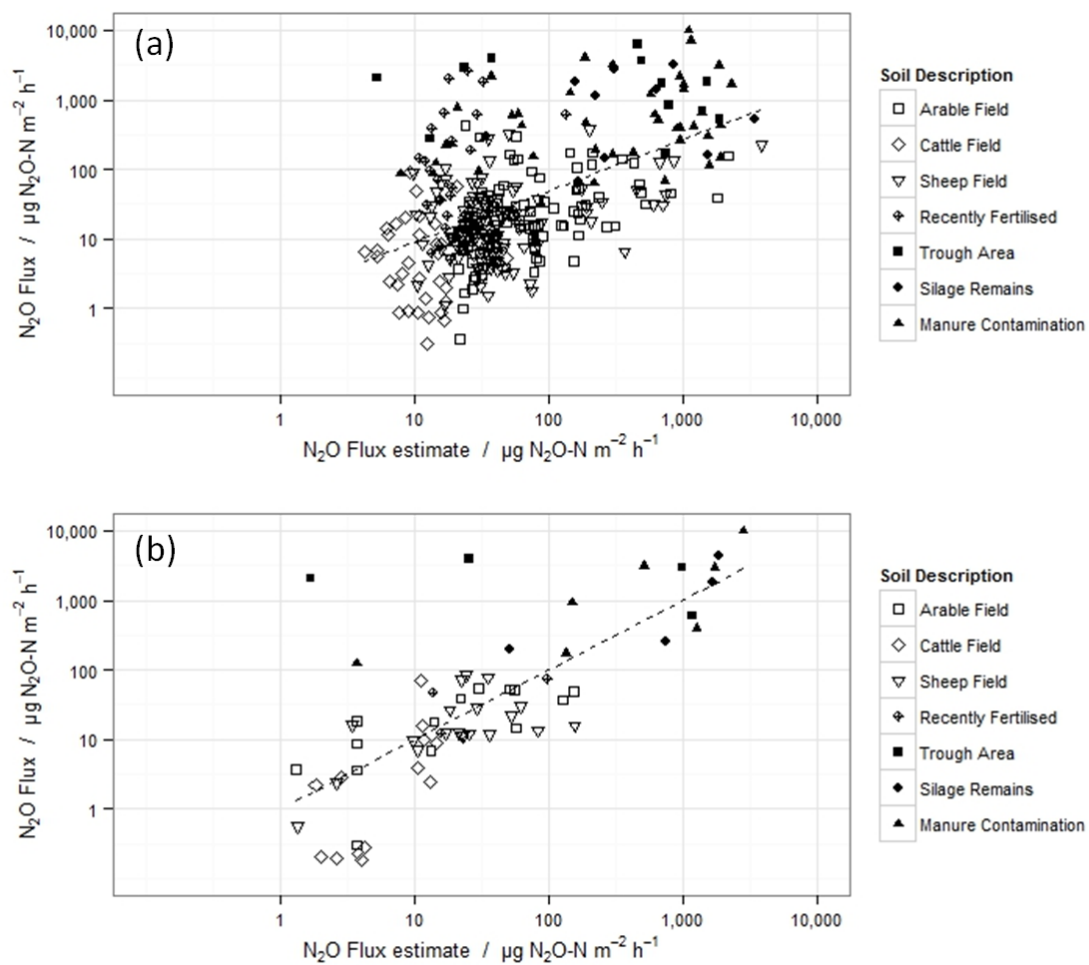 (a)
10,000
1,000
100
10
1
N₂O Flux / µg N₂O-N m⁻² h⁻¹
1 10 100 1,000 10,000
N₂O Flux estimate / µg N₂O-N m⁻² h⁻¹
Soil Description
Arable Field
Cattle Field
Sheep Field
Recently Fertilised
Trough Area
Silage Remains
Manure Contamination
(b)
10,000
1,000
100
10
1
N₂O Flux / µg N₂O-N m⁻² h⁻¹
1 10 100 1,000 10,000
N₂O Flux estimate / µg N₂O-N m⁻² h⁻¹
Soil Description
Arable Field
Cattle Field
Sheep Field
Recently Fertilised
Trough Area
Silage Remains
Manure Contamination